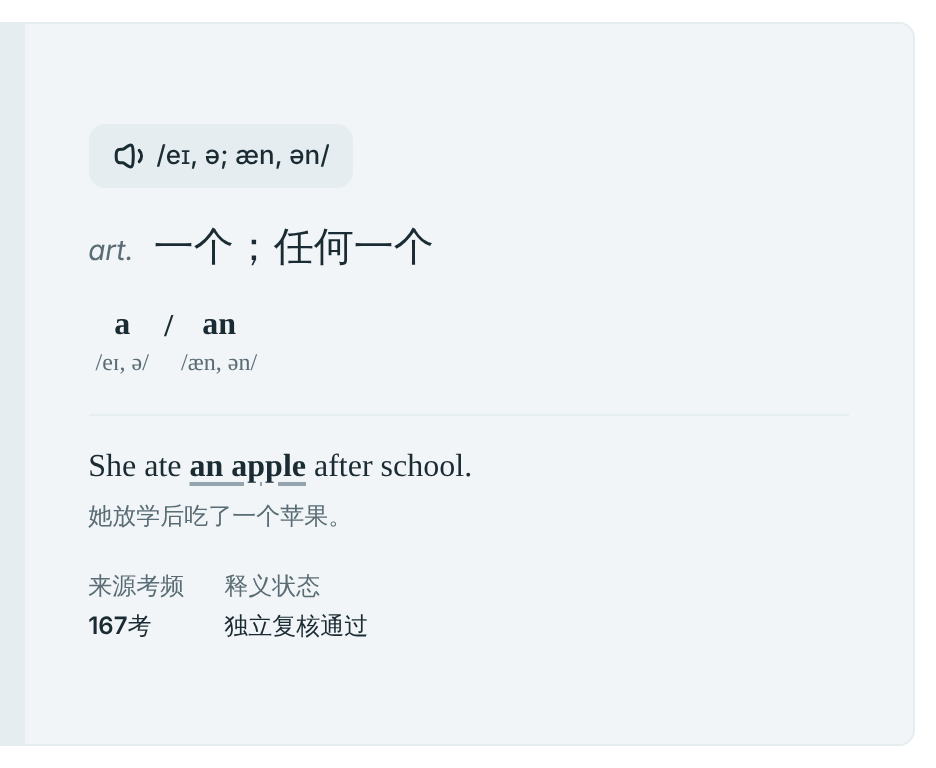 /eɪ, ə; æn, ən/
art. 一个；任何一个
a / an
/eɪ, ə/ /æn, ən/
She ate an apple after school.
她放学后吃了一个苹果。
来源考频 释义状态
167考 独立复核通过